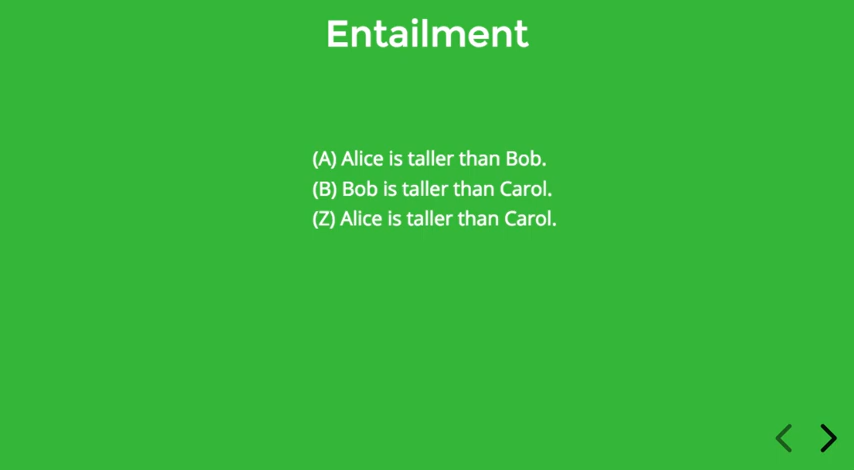 Entailment
(A) Alice is taller than Bob.
(B) Bob is taller than Carol.
(Z) Alice is taller than Carol.